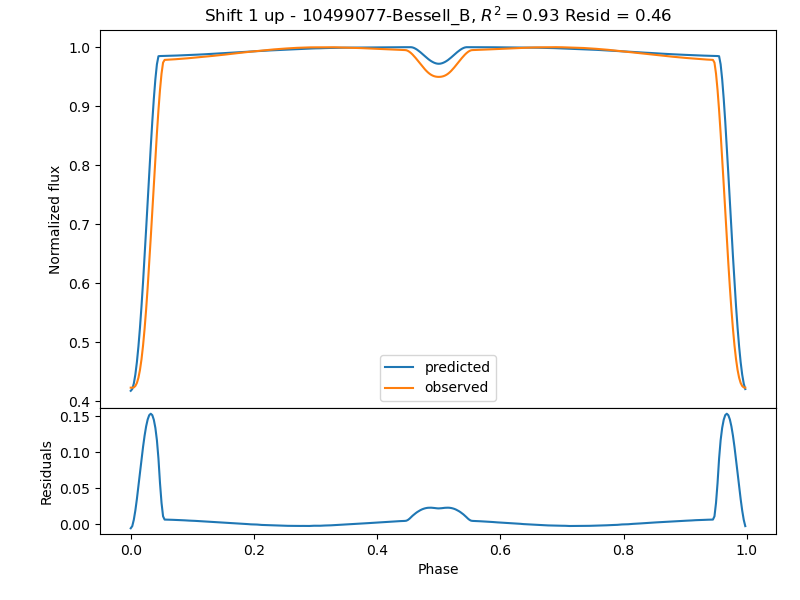 Shift 1 up - 10499077-Bessell_B, $R^2 = 0.93$ Resid = 0.46
Normalized flux
1.0
0.9
0.8
0.7
0.6
0.5
0.4
predicted
observed
Residuals
0.15
0.10
0.05
0.00
0.0 0.2 0.4 0.6 0.8 1.0
Phase